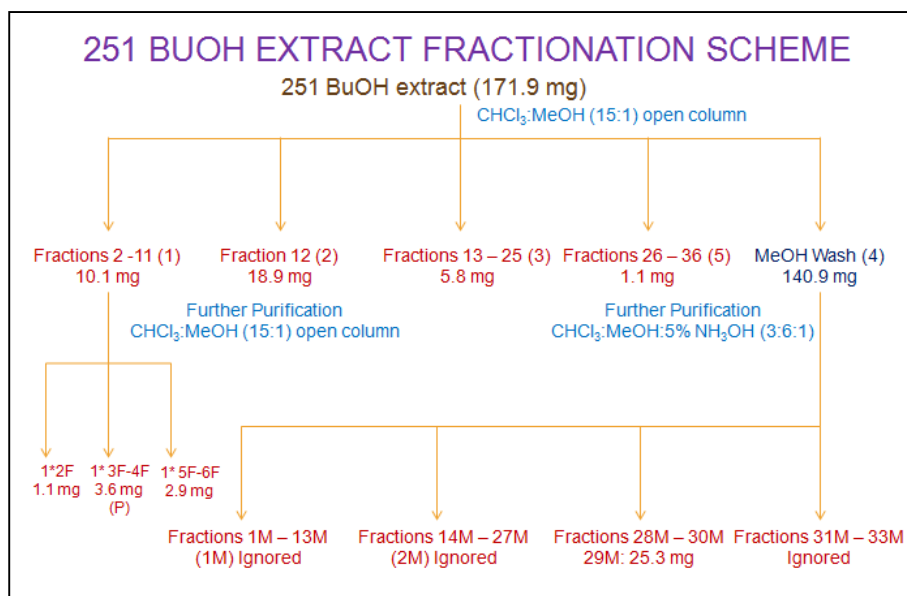 251 BUOH EXTRACT FRACTIONATION SCHEME
251 BuOH extract (171.9 mg)
CHCl₃:MeOH (15:1) open column
Fractions 2 -11 (1)
10.1 mg
Fraction 12 (2)
18.9 mg
Fractions 13 – 25 (3)
5.8 mg
Fractions 26 – 36 (5)
1.1 mg
MeOH Wash (4)
140.9 mg
Further Purification
CHCl₃:MeOH (15:1) open column
Further Purification
CHCl₃:MeOH:5% NH₃OH (3:6:1)
1*2F
1.1 mg
1* 3F-4F
3.6 mg
(P)
1* 5F-6F
2.9 mg
Fractions 1M – 13M
(1M) Ignored
Fractions 14M – 27M
(2M) Ignored
Fractions 28M – 30M
29M: 25.3 mg
Fractions 31M – 33M
Ignored